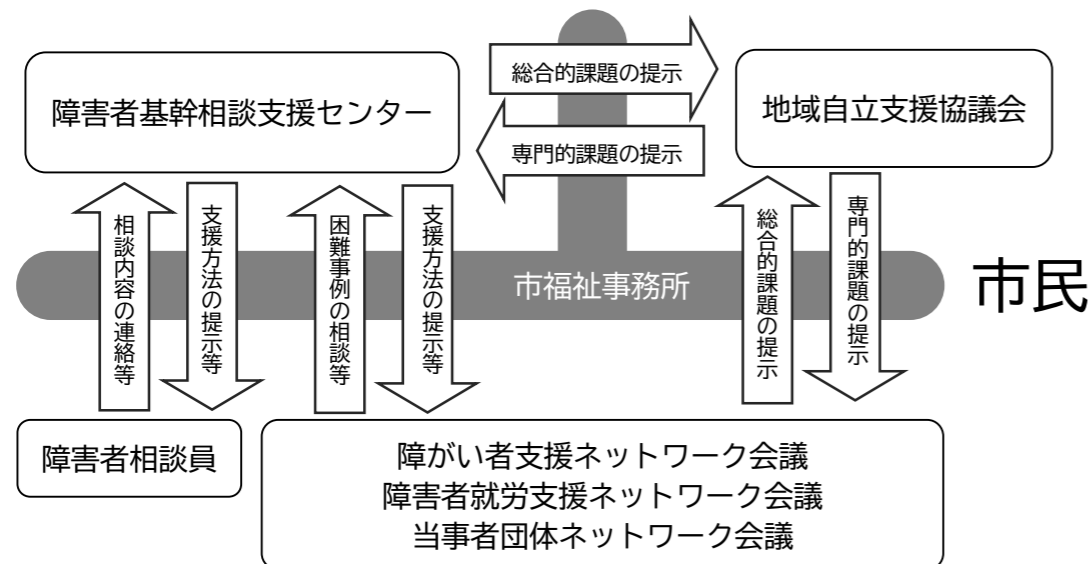 総合的課題の提示
障害者基幹相談支援センター
地域自立支援協議会
専門的課題の提示
相談内容の連絡等
支援方法の提示等
困難事例の相談等
支援方法の提示等
総合的課題の提示
専門的課題の提示
市福祉事務所
市民
障害者相談員
障がい者支援ネットワーク会議
障害者就労支援ネットワーク会議
当事者団体ネットワーク会議